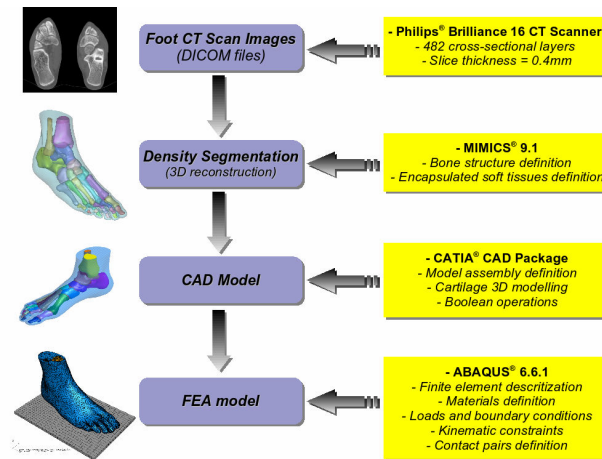 Foot CT Scan Images
(DICOM files)
- Philips® Brilliance 16 CT Scanner
- 482 cross-sectional layers
- Slice thickness = 0.4mm
Density Segmentation
(3D reconstruction)
- MIMICS® 9.1
- Bone structure definition
- Encapsulated soft tissues definition
CAD Model
- CATIA® CAD Package
- Model assembly definition
- Cartilage 3D modelling
- Boolean operations
FEA model
- ABAQUS® 6.6.1
- Finite element descritization
- Materials definition
- Loads and boundary conditions
- Kinematic constraints
- Contact pairs definition